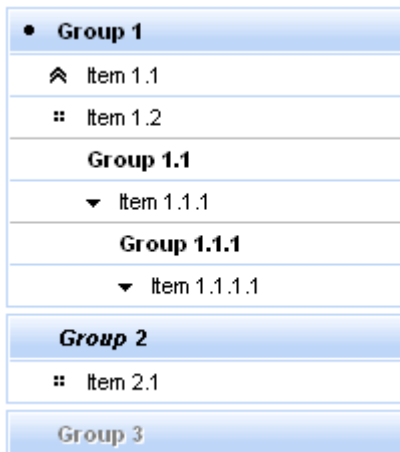 Group 1
Item 1.1
Item 1.2
Group 1.1
Item 1.1.1
Group 1.1.1
Item 1.1.1.1
Group 2
Item 2.1
Group 3